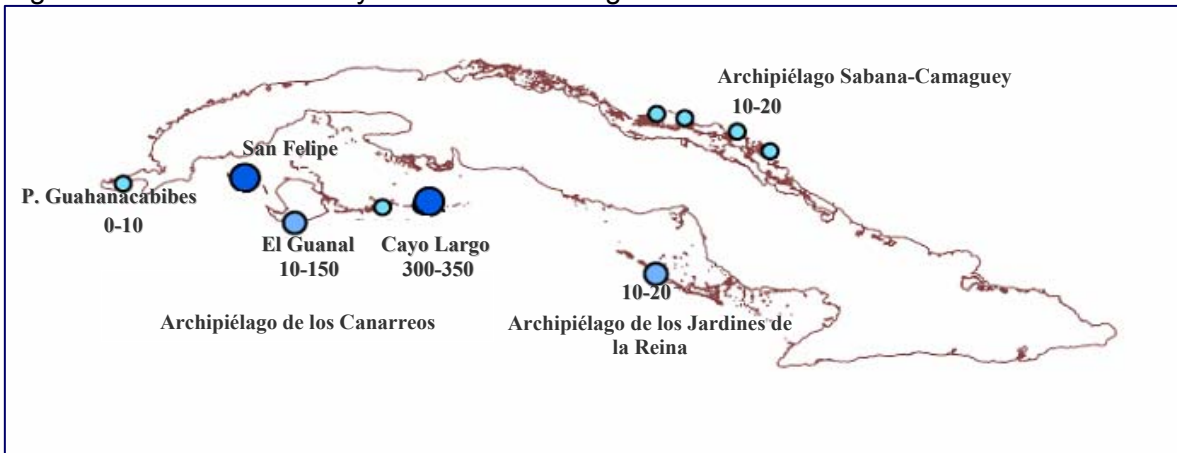 Archipiélago Sabana-Camaguey
10-20
San Felipe
P. Guahanacabibes
0-10
El Guanal
10-150
Cayo Largo
300-350
10-20
Archipiélago de los Canarreos
Archipiélago de los Jardines de
la Reina